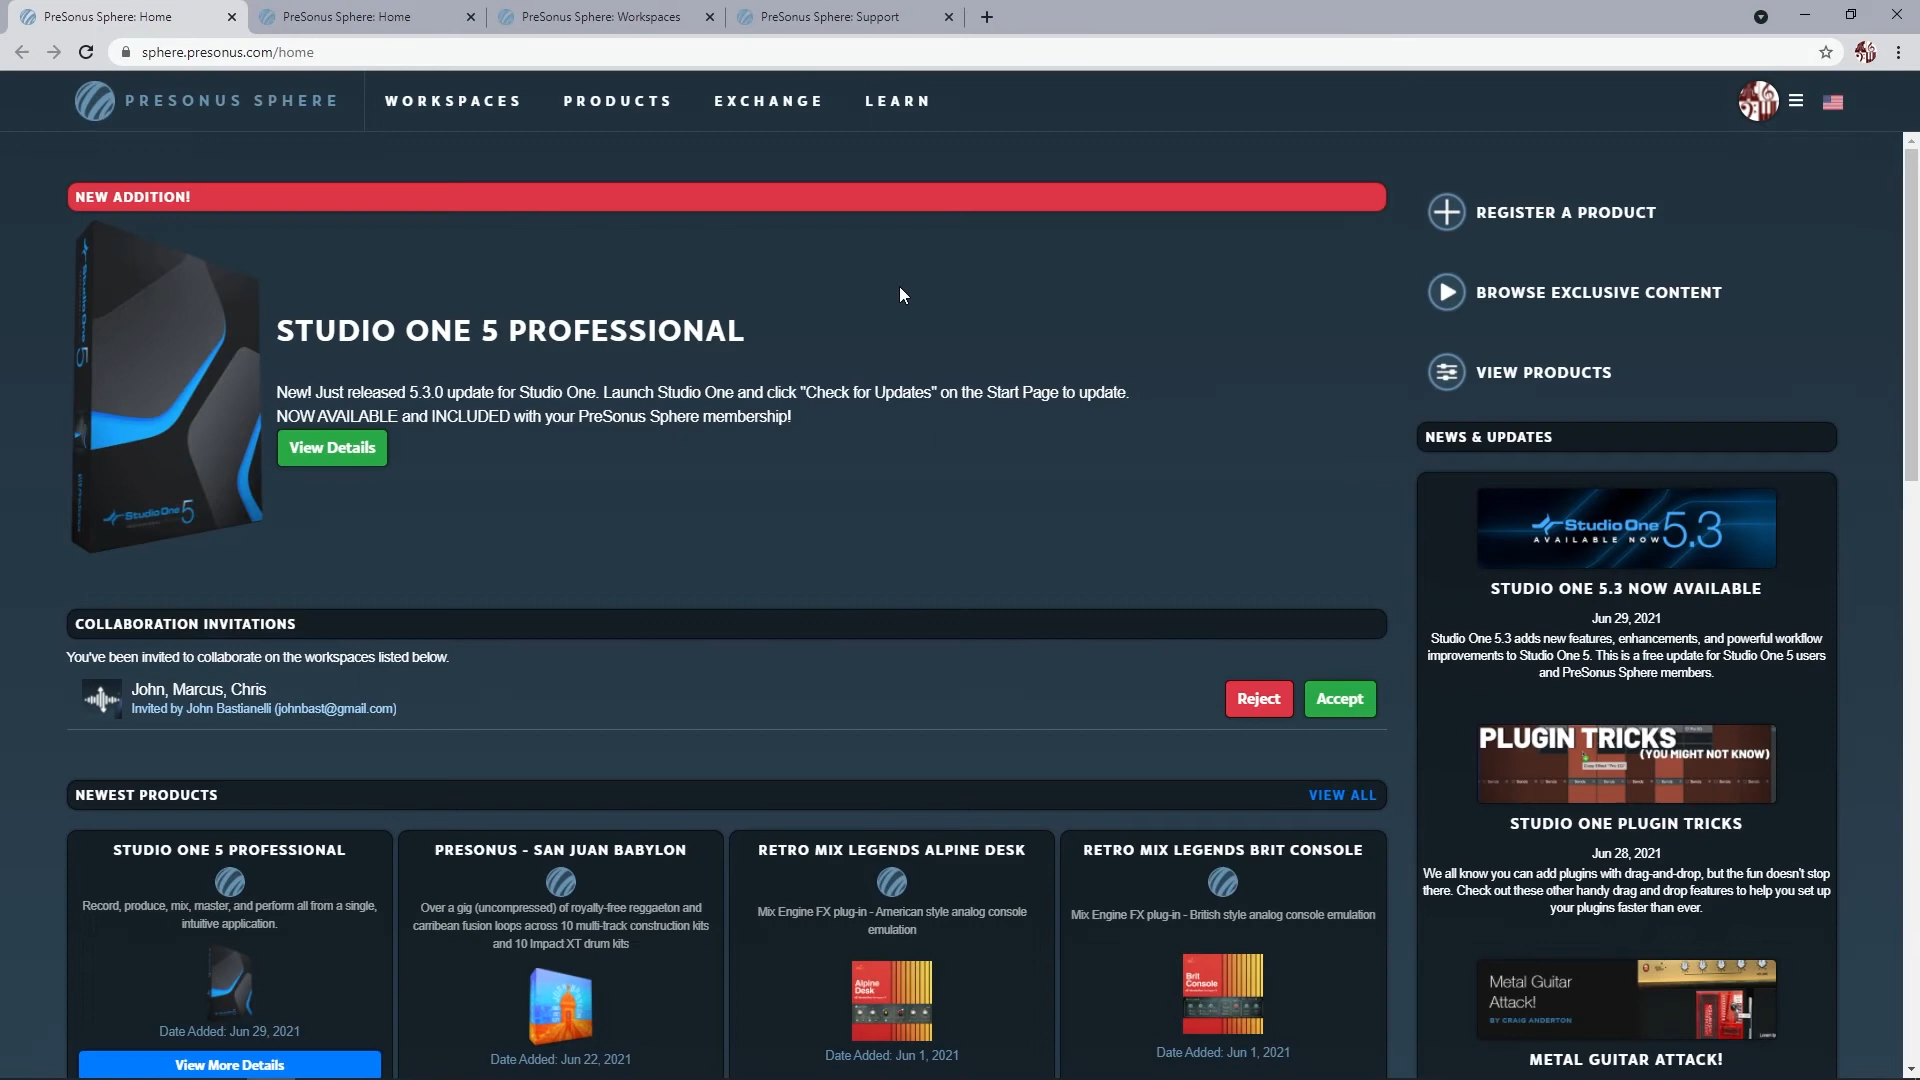 PreSonus Sphere: Home
PreSonus Sphere: Home
PreSonus Sphere: Workspaces
PreSonus Sphere: Support
sphere.presonus.com/home
PRESONUS SPHERE
WORKSPACES
PRODUCTS
EXCHANGE
LEARN
NEW ADDITION!
Studio One 5
StudioOne 5
STUDIO ONE 5 PROFESSIONAL
New! Just released 5.3.0 update for Studio One. Launch Studio One and click "Check for Updates" on the Start Page to update.
NOW AVAILABLE and INCLUDED with your PreSonus Sphere membership!
View Details
COLLABORATION INVITATIONS
You've been invited to collaborate on the workspaces listed below.
John, Marcus, Chris
Invited by John Bastianelli (johnbast@gmail.com)
Reject
Accept
NEWEST PRODUCTS
VIEW ALL
STUDIO ONE 5 PROFESSIONAL
Record, produce, mix, master, and perform all from a single,
intuitive application.
Date Added: Jun 29, 2021
View More Details
PRESONUS - SAN JUAN BABYLON
Over a gig (uncompressed) of royalty-free reggaeton and
carribean fusion loops across 10 multi-track construction kits
and 10 Impact XT drum kits
Date Added: Jun 22, 2021
RETRO MIX LEGENDS ALPINE DESK
Mix Engine FX plug-in - American style analog console
emulation
Alpine
Desk
Date Added: Jun 1, 2021
RETRO MIX LEGENDS BRIT CONSOLE
Mix Engine FX plug-in - British style analog console emulation
Brit
Console
Date Added: Jun 1, 2021
REGISTER A PRODUCT
BROWSE EXCLUSIVE CONTENT
VIEW PRODUCTS
NEWS & UPDATES
Studio One 5.3
AVAILABLE NOW
STUDIO ONE 5.3 NOW AVAILABLE
Jun 29, 2021
Studio One 5.3 adds new features, enhancements, and powerful workflow
improvements to Studio One 5. This is a free update for Studio One 5 users
and PreSonus Sphere members.
PLUGIN TRICKS
(YOU MIGHT NOT KNOW)
STUDIO ONE PLUGIN TRICKS
Jun 28, 2021
We all know you can add plugins with drag-and-drop, but the fun doesn't stop
there. Check out these other handy drag and drop features to help you set up
your plugins faster than ever.
Metal Guitar
Attack!
BY CRAIG ANDERTON
METAL GUITAR ATTACK!